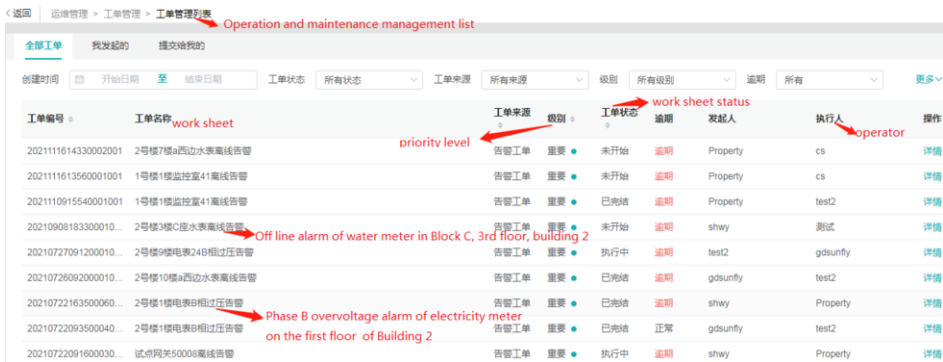 <返回 运维管理 > 工单管理 > 工单管理列表
Operation and maintenance management list
全部工单 我发起的 提交给我的
创建时间 开始日期 至 结束日期 工单状态 所有状态 工单来源 所有来源 级别 所有级别 逾期 所有 更多
work sheet status
工单编号 工单名称 work sheet 工单来源 级别 工单状态 逾期 发起人 执行人 操作
operator
priority level
2021111614330002001 2号楼7楼a西边水表离线告警 告警工单 重要 未开始 逾期 Property cs 详情
2021111613560001001 1号楼1楼监控室41离线告警 告警工单 重要 未开始 逾期 Property cs 详情
2021110915540001001 1号楼1楼监控室41离线告警 告警工单 重要 已完结 逾期 Property test2 详情
20210908183300010... 2号楼3楼C座水表离线告警 告警工单 重要 未开始 逾期 shwy 测试 详情
Off line alarm of water meter in Block C, 3rd floor, building 2
20210727091200010... 2号楼9楼电表24B相过压告警 告警工单 重要 执行中 逾期 test2 gdsunfly 详情
20210726092000010... 2号楼10楼a西边水表离线告警 告警工单 重要 已完结 逾期 gdsunfly test2 详情
20210722163500060... 2号楼1楼电表B相过压告警 告警工单 重要 已完结 逾期 shwy Property 详情
Phase B overvoltage alarm of electricity meter
20210722093500040... 2号楼1楼电表B相过压告警 告警工单 重要 已完结 正常 gdsunfly test2 详情
on the first floor of Building 2
20210722091600030... 试点网关50008离线告警 告警工单 重要 执行中 逾期 shwy Property 详情